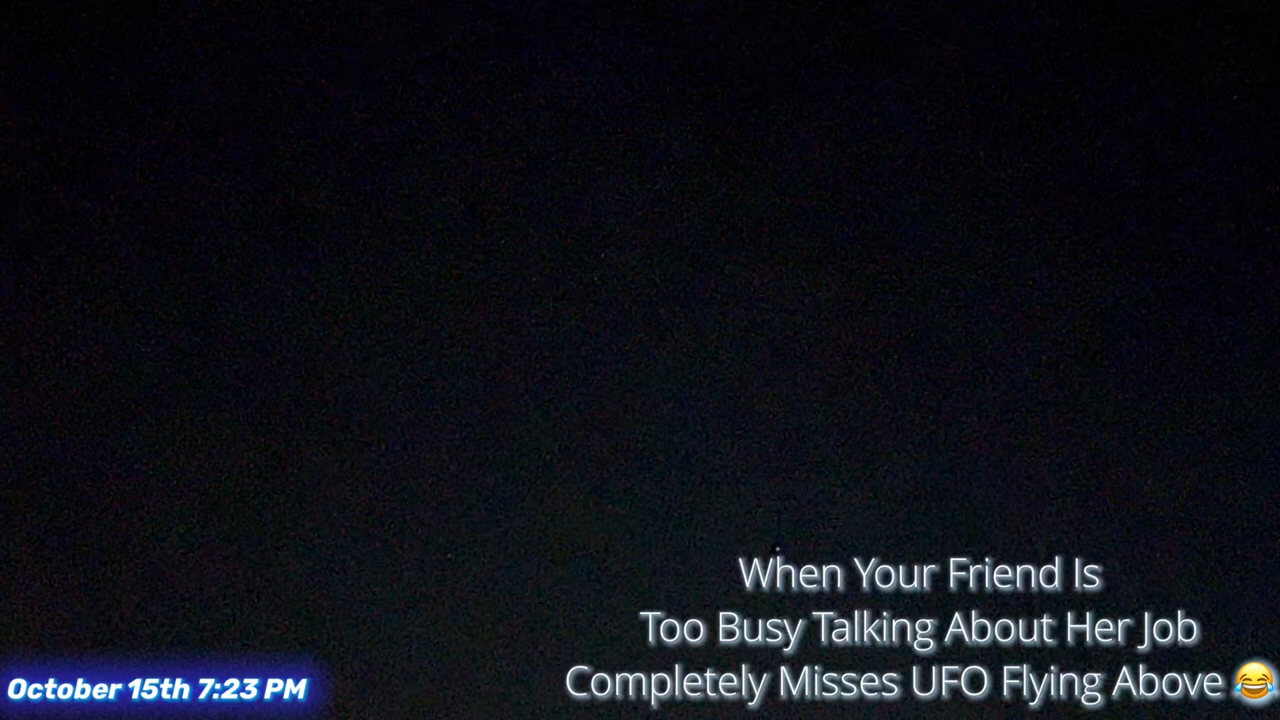 When Your Friend Is
Too Busy Talking About Her Job
Completely Misses UFO Flying Above 😂
October 15th 7:23 PM